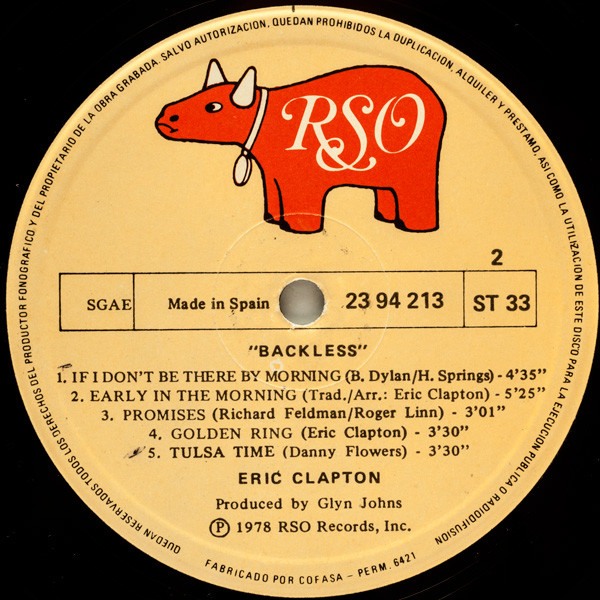 QUEDAN RESERVADOS TODOS LOS DERECHOS DEL PRODUCTOR FONOGRAFICO Y DEL PROPIETARIO DE LA OBRA GRABADA. SALVO AUTORIZACION, QUEDAN PROHIBIDOS LA DUPLICACION, ALQUILER Y PRESTAMO, ASI COMO LA UTILIZACION DE ESTE DISCO PARA LA EJECUCION PUBLICA O RADIODIFUSION
RSO
2
SGAE Made in Spain 23 94 213 ST 33
"BACKLESS"
1. IF I DON'T BE THERE BY MORNING (B. Dylan/H. Springs) - 4'35"
2. EARLY IN THE MORNING (Trad./Arr.: Eric Clapton) - 5'25"
3. PROMISES (Richard Feldman/Roger Linn) - 3'01"
4. GOLDEN RING (Eric Clapton) - 3'30"
5. TULSA TIME (Danny Flowers) - 3'30"
ERIC CLAPTON
Produced by Glyn Johns
Ⓟ 1978 RSO Records, Inc.
FABRICADO POR COFASA - PERM. 6421